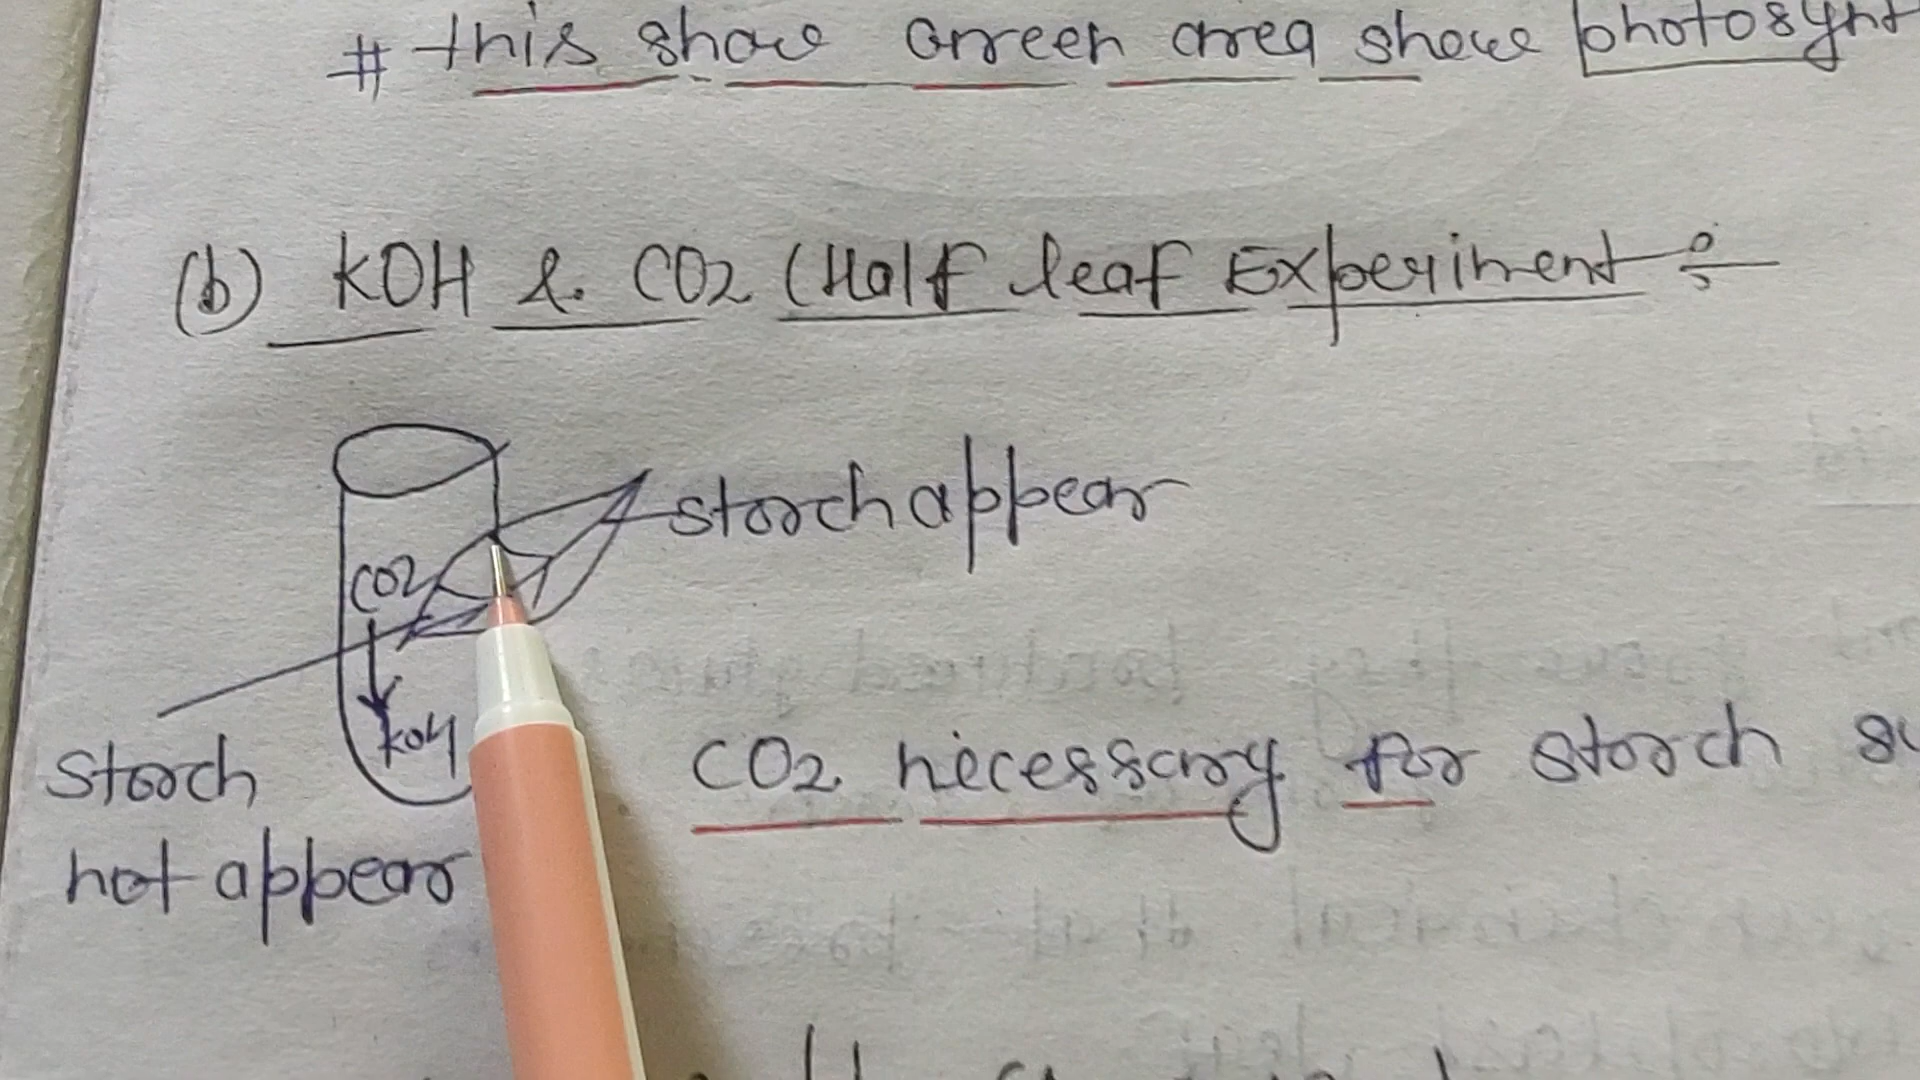 # this show Green area show photosynt
(b) KOH & CO2 (Half leaf Experiment :-
Starch appear
CO2
KOH
Starch
not appear
CO2 necessary for starch sy